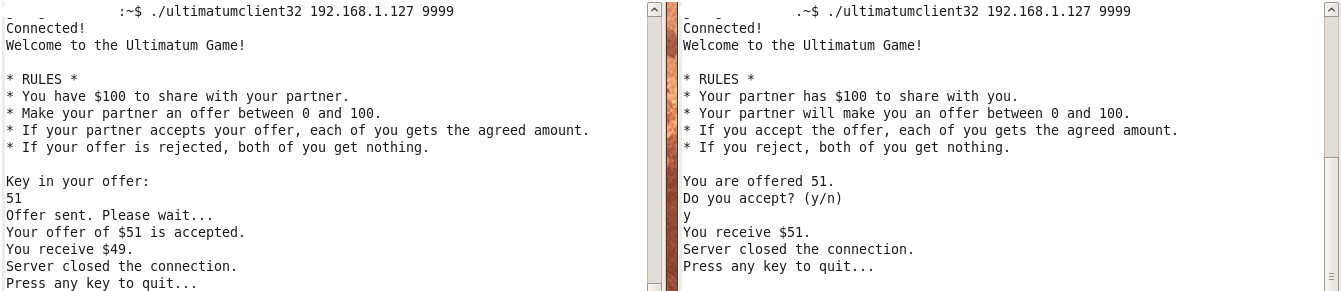 :~$ ./ultimatumclient32 192.168.1.127 9999
Connected!
Welcome to the Ultimatum Game!
* RULES *
* You have $100 to share with your partner.
* Make your partner an offer between 0 and 100.
* If your partner accepts your offer, each of you gets the agreed amount.
* If your offer is rejected, both of you get nothing.
Key in your offer:
51
Offer sent. Please wait...
Your offer of $51 is accepted.
You receive $49.
Server closed the connection.
Press any key to quit...
:~$ ./ultimatumclient32 192.168.1.127 9999
Connected!
Welcome to the Ultimatum Game!
* RULES *
* Your partner has $100 to share with you.
* Your partner will make you an offer between 0 and 100.
* If you accept the offer, each of you gets the agreed amount.
* If you reject, both of you get nothing.
You are offered 51.
Do you accept? (y/n)
y
You receive $51.
Server closed the connection.
Press any key to quit...